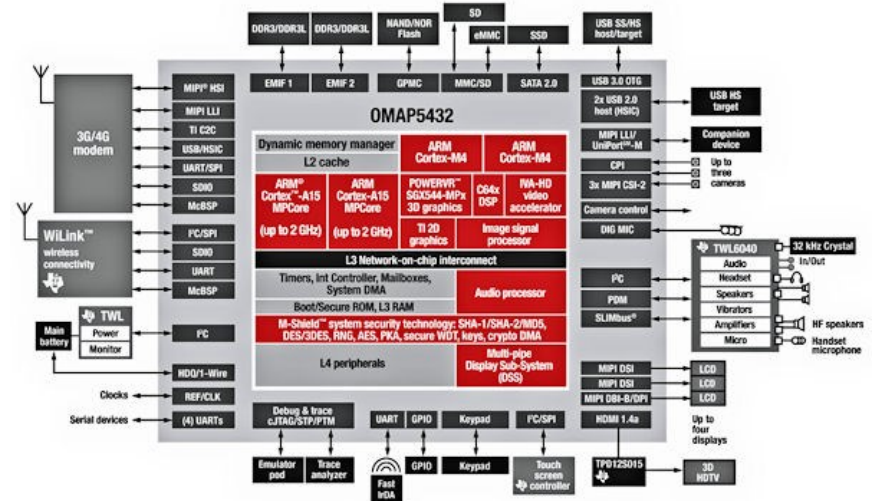 DDR3/DDR3L
DDR3/DDR3L
NAND/NOR
Flash
SD
eMMC
SSD
USB SS/HS
host/target
EMIF 1
EMIF 2
GPMC
MMC/SD
SATA 2.0
USB 3.0 OTG
3G/4G
modem
MIPI® HSI
MIPI LLI
TI C2C
USB/HSIC
UART/SPI
SDIO
McBSP
WiLink™
wireless
connectivity
I²C/SPI
SDIO
UART
McBSP
TWL
Power
Monitor
Main
battery
I²C
HDQ/1-Wire
Clocks
REF/CLK
Serial devices
(4) UARTs
OMAP5432
Dynamic memory manager
L2 cache
ARM
Cortex-M4
ARM
Cortex-M4
ARM®
Cortex™-A15
MPCore
(up to 2 GHz)
ARM
Cortex-A15
MPCore
(up to 2 GHz)
POWERVR™
SGX544-MPx
3D graphics
C64x
DSP
IVA-HD
video
accelerator
TI 2D
graphics
Image signal
processor
L3 Network-on-chip interconnect
Timers, Int Controller, Mailboxes,
System DMA
Boot/Secure ROM, L3 RAM
Audio processor
M-Shield™ system security technology: SHA-1/SHA-2/MD5,
DES/3DES, RNG, AES, PKA, secure WDT, keys, crypto DMA
L4 peripherals
Multi-pipe
Display Sub-System
(DSS)
2x USB 2.0
host (HSIC)
USB HS
target
MIPI LLI/
UniPort℠-M
Companion
device
CPI
3x MIPI CSI-2
Up to
three
cameras
Camera control
DIG MIC
I²C
PDM
SLIMbus®
TWL6040
32 kHz Crystal
Audio
In/Out
Headset
Speakers
Vibrators
Amplifiers
HF speakers
Micro
Handset
microphone
MIPI DSI
LCD
MIPI DSI
LCD
MIPI DBI-B/DPI
LCD
HDMI 1.4a
Up to
four
displays
TPD12S015
3D
HDTV
Debug & trace
cJTAG/STP/PTM
UART
GPIO
Keypad
I²C/SPI
Emulator
pod
Trace
analyzer
Fast
IrDA
GPIO
Keypad
Touch
screen
controller